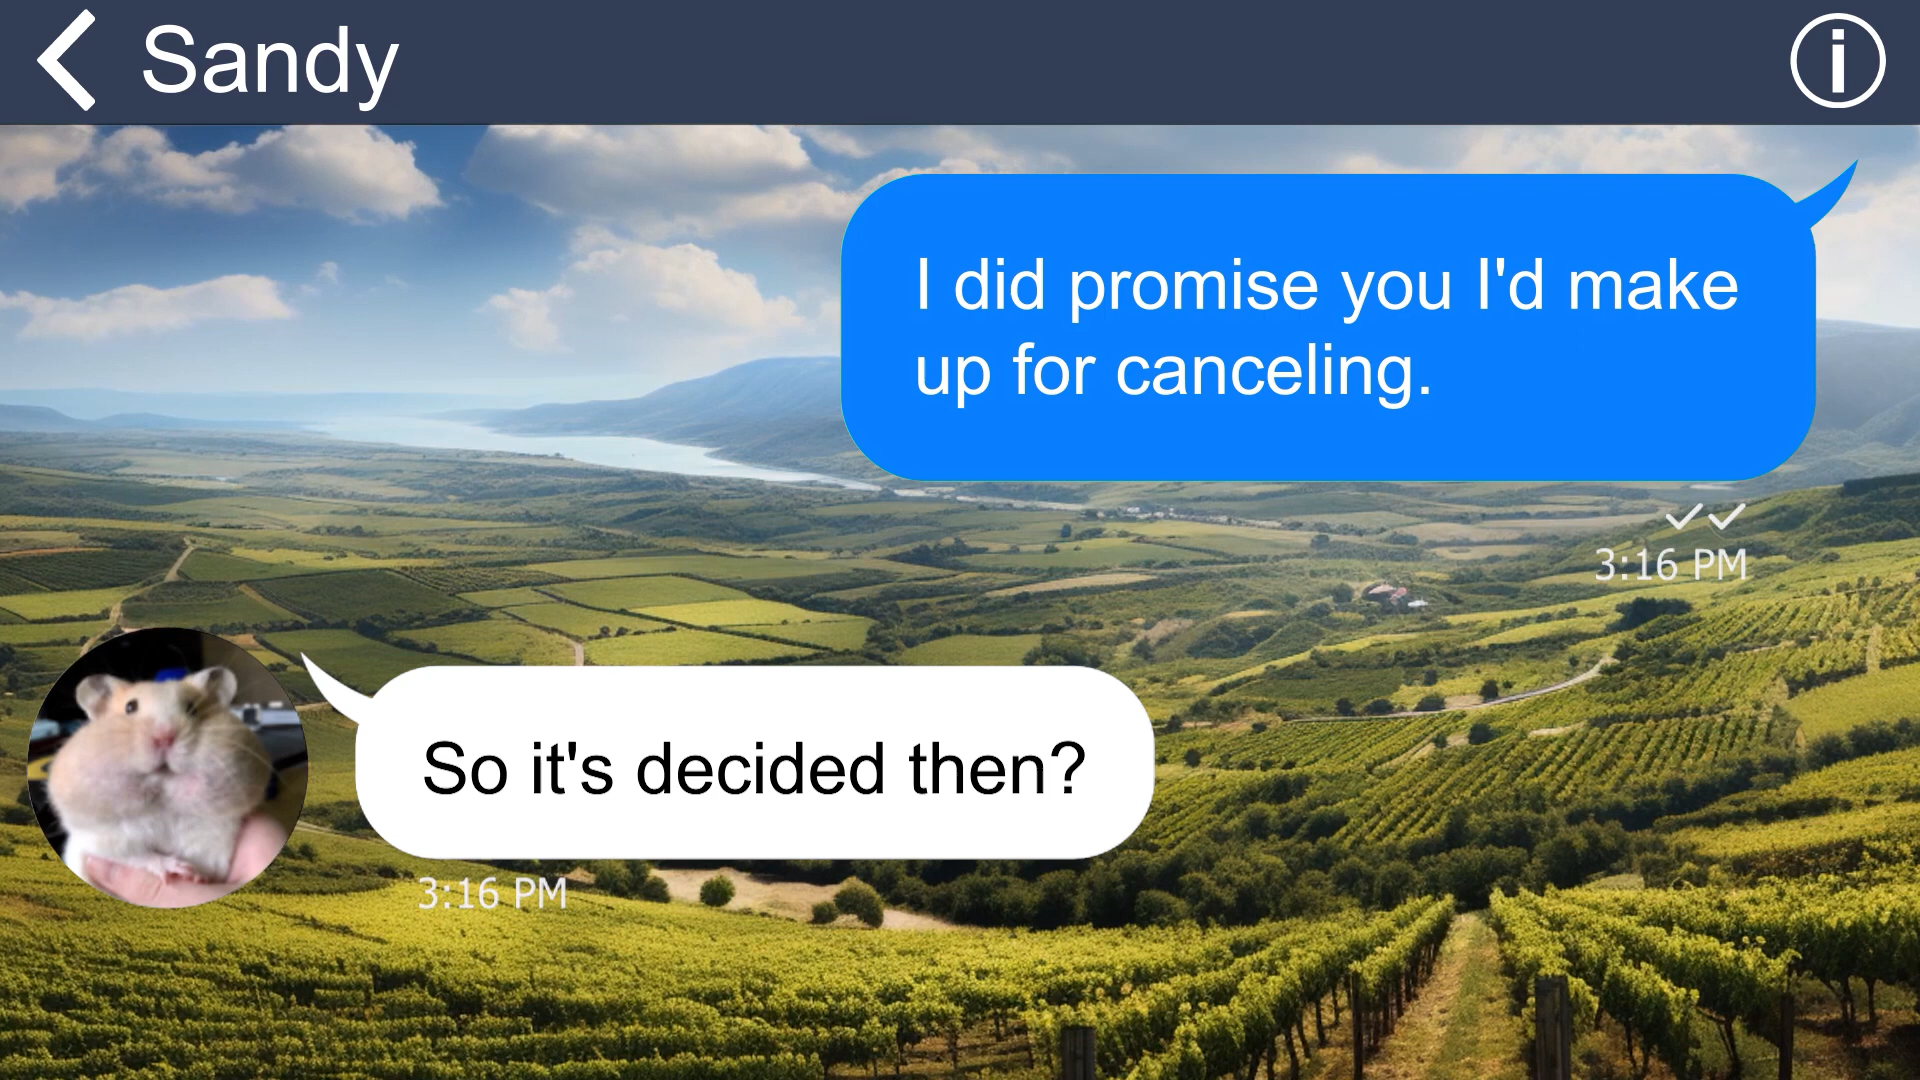 Sandy
I did promise you I'd make
up for canceling.
3:16 PM
So it's decided then?
3:16 PM